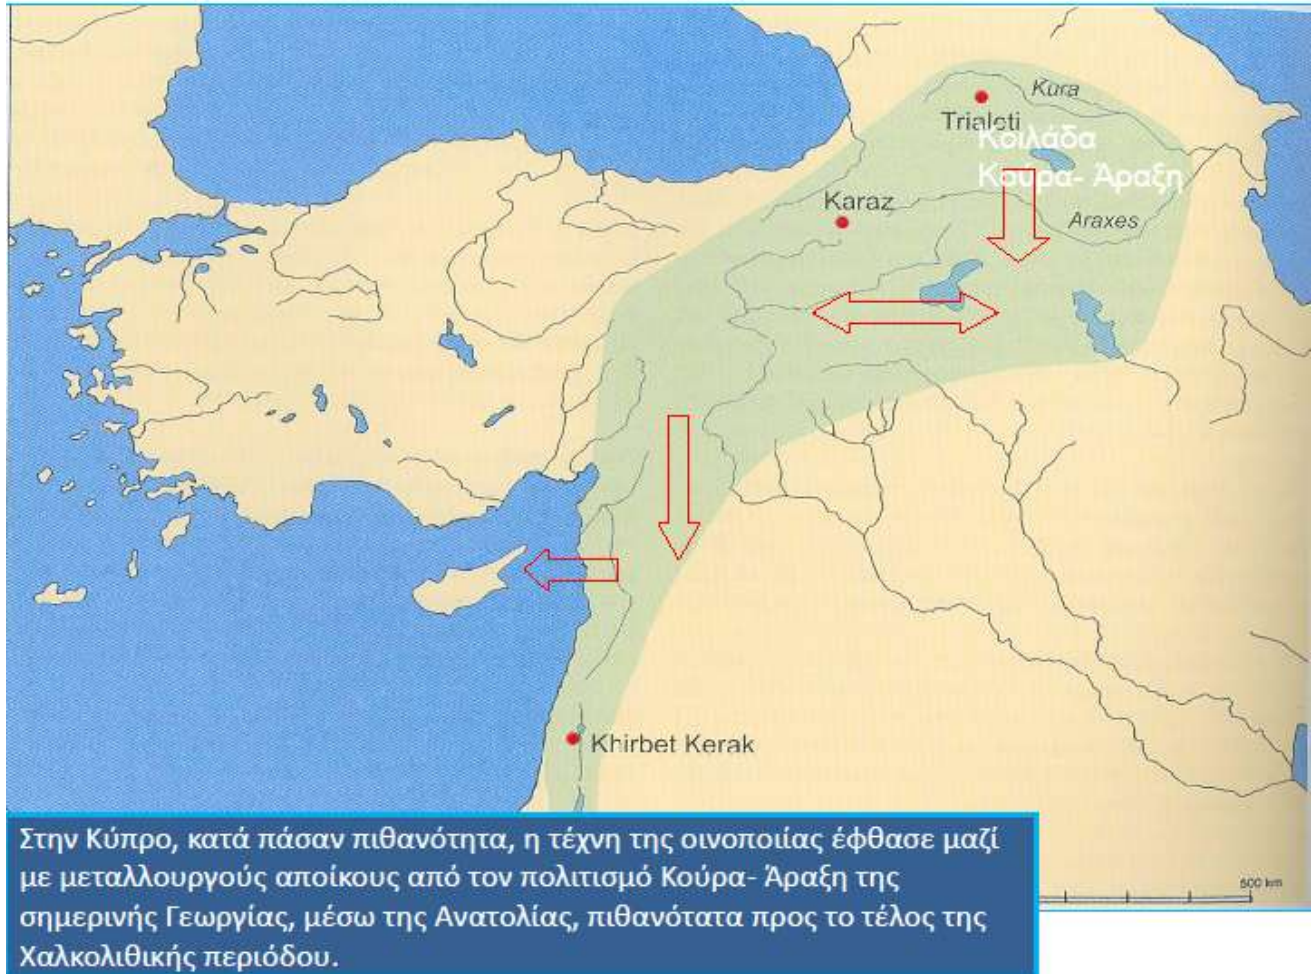 Kura
Trialeti
Κοιλάδα
Κούρα- Άραξη
Karaz
Araxes
Khirbet Kerak
500 km
Στην Κύπρο, κατά πάσαν πιθανότητα, η τέχνη της οινοποιίας έφθασε μαζί
με μεταλλουργούς αποίκους από τον πολιτισμό Κούρα- Άραξη της
σημερινής Γεωργίας, μέσω της Ανατολίας, πιθανότατα προς το τέλος της
Χαλκολιθικής περιόδου.